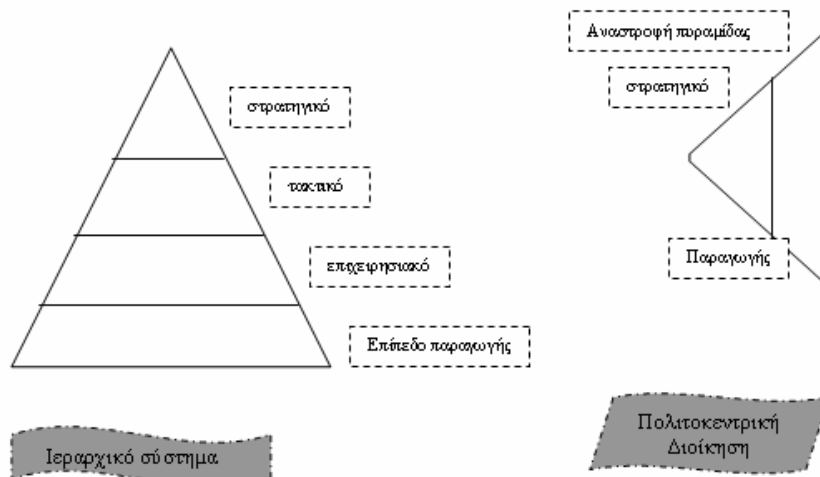 στρατηγικό
τακτικό
επιχειρησιακό
Επίπεδο παραγωγής
Ιεραρχικό σύστημα
Αναστροφή πυραμίδας
στρατηγικό
Παραγωγής
Πολιτοκεντρική
Διοίκηση